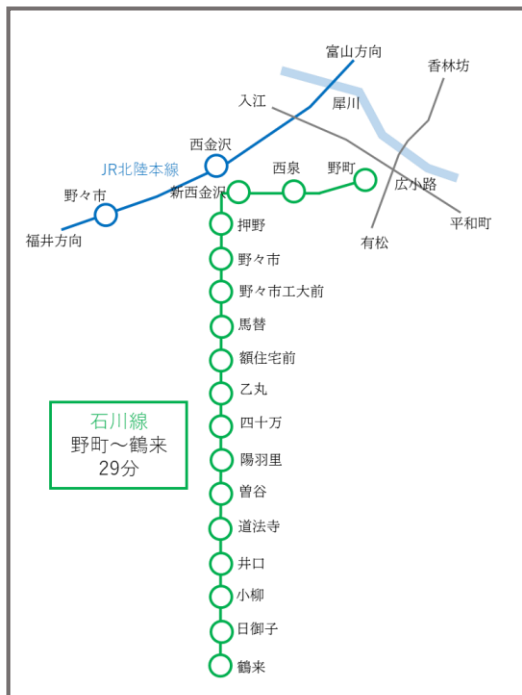 富山方向
香林坊
入江
犀川
西金沢
JR北陸本線
西泉
野町
野々市
新西金沢
広小路
平和町
福井方向
押野
有松
野々市
野々市工大前
馬替
額住宅前
乙丸
石川線
野町～鶴来
29分
四十万
陽羽里
曽谷
道法寺
井口
小柳
日御子
鶴来